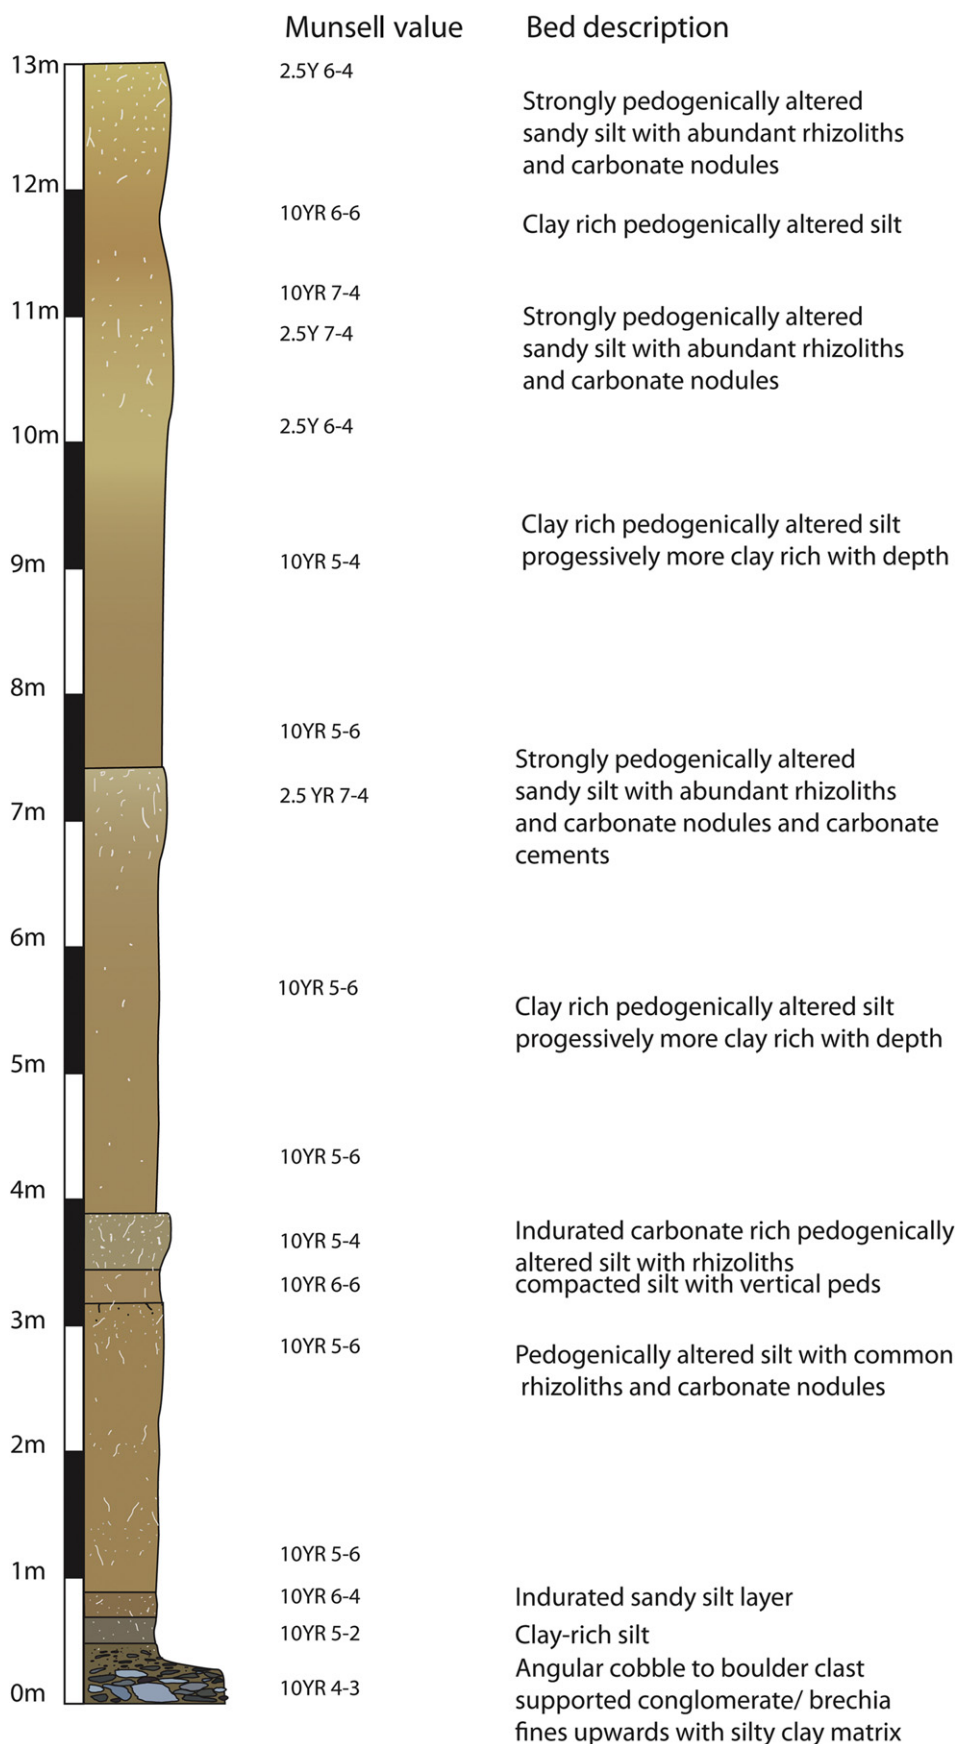 Munsell value Bed description
13m 2.5Y 6-4
Strongly pedogenically altered
sandy silt with abundant rhizoliths
and carbonate nodules
12m
10YR 6-6 Clay rich pedogenically altered silt
10YR 7-4
11m Strongly pedogenically altered
2.5Y 7-4 sandy silt with abundant rhizoliths
and carbonate nodules
10m 2.5Y 6-4
Clay rich pedogenically altered silt
progessively more clay rich with depth
9m 10YR 5-4
8m
10YR 5-6
Strongly pedogenically altered
2.5 YR 7-4 sandy silt with abundant rhizoliths
7m and carbonate nodules and carbonate
cements
6m
10YR 5-6
Clay rich pedogenically altered silt
progessively more clay rich with depth
5m
10YR 5-6
4m
10YR 5-4 Indurated carbonate rich pedogenically
altered silt with rhizoliths
10YR 6-6 compacted silt with vertical peds
3m
10YR 5-6 Pedogenically altered silt with common
rhizoliths and carbonate nodules
2m
10YR 5-6
1m
10YR 6-4 Indurated sandy silt layer
10YR 5-2 Clay-rich silt
Angular cobble to boulder clast
0m 10YR 4-3 supported conglomerate/ brechia
fines upwards with silty clay matrix